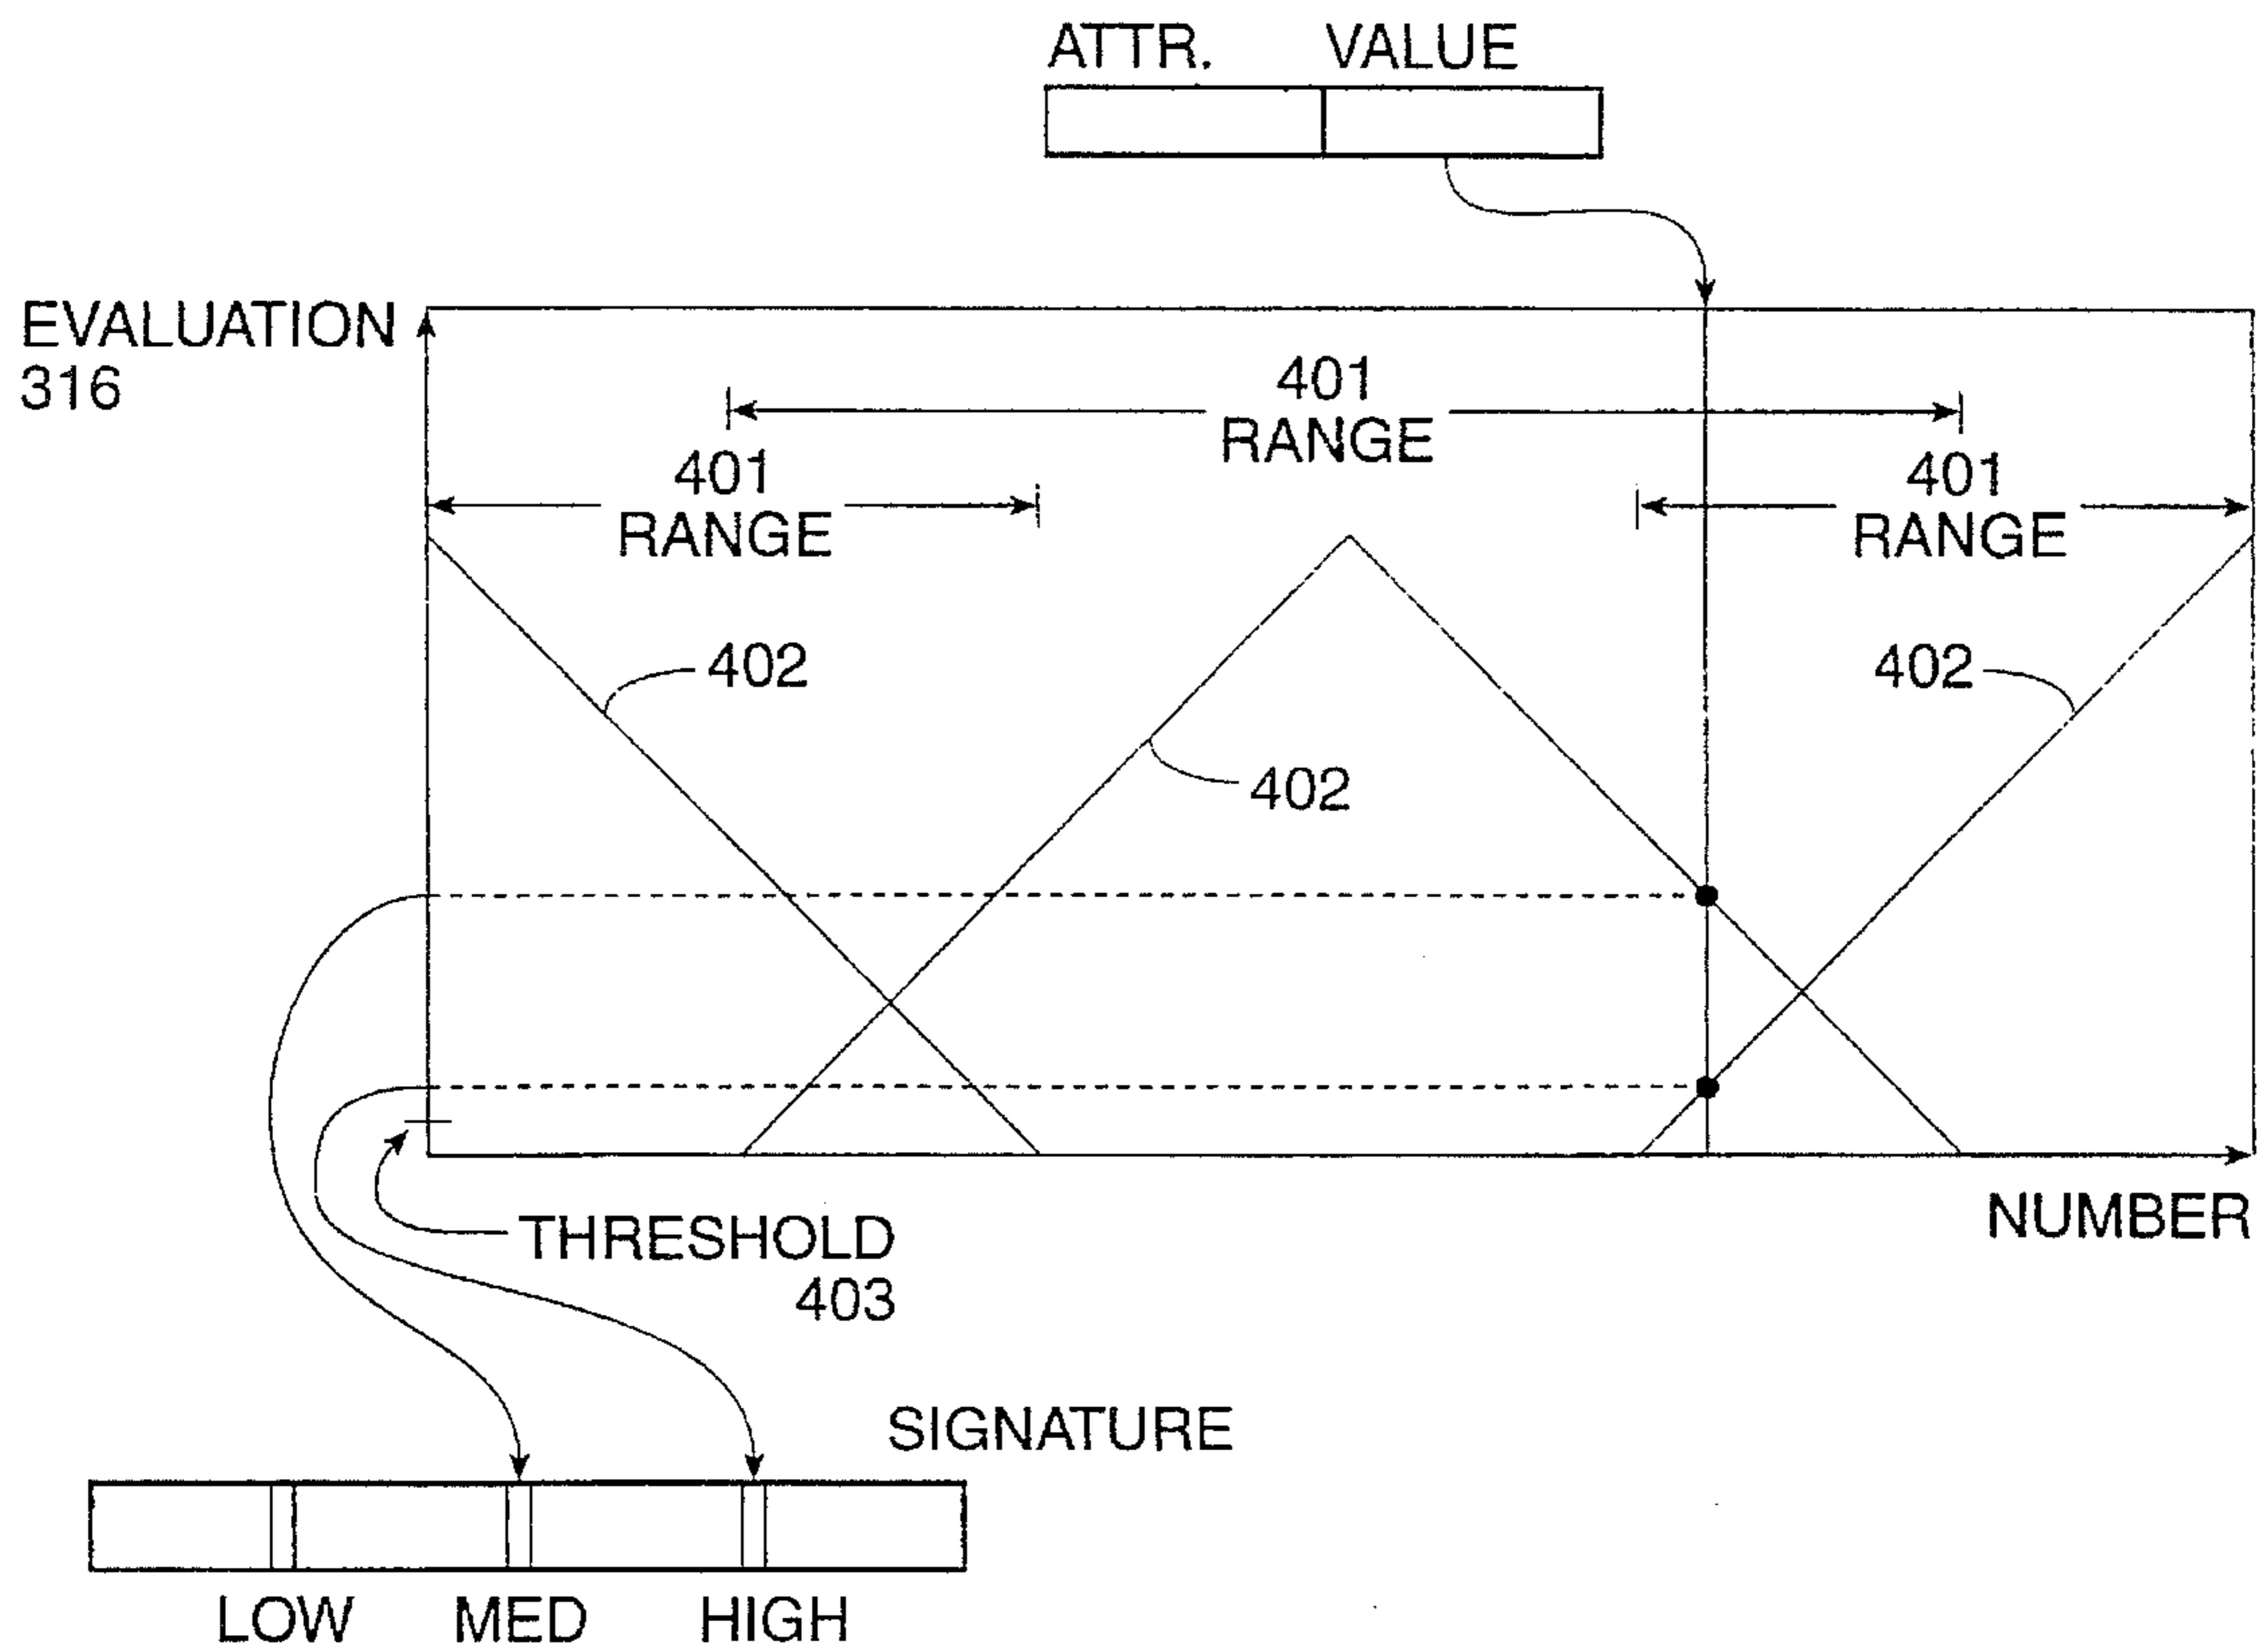 ATTR. VALUE
EVALUATION
316
401
RANGE
401
RANGE
401
RANGE
402
402
402
THRESHOLD
403
NUMBER
SIGNATURE
LOW MED HIGH